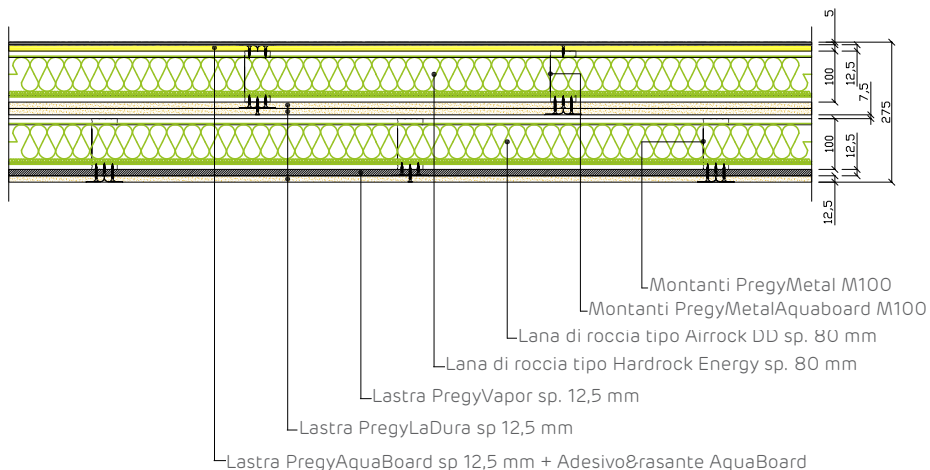 5
100
12,5
7,5
275
100
12,5
12,5
Montanti PregyMetal M100
Montanti PregyMetalAquaboard M100
Lana di roccia tipo Airrock DD sp. 80 mm
Lana di roccia tipo Hardrock Energy sp. 80 mm
Lastra PregyVapor sp. 12,5 mm
Lastra PregyLaDura sp 12,5 mm
Lastra PregyAquaBoard sp 12,5 mm + Adesivo&rasante AquaBoard